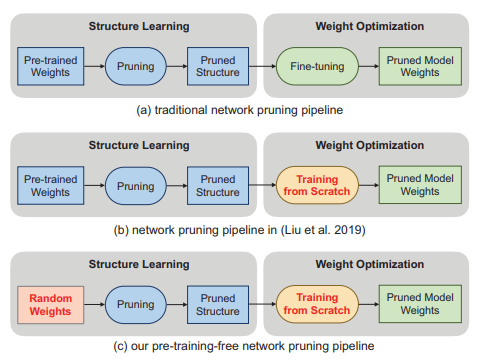 Structure Learning
Weight Optimization
Pre-trained
Weights
Pruning
Pruned
Structure
Fine-tuning
Pruned Model
Weights
(a) traditional network pruning pipeline
Structure Learning
Weight Optimization
Pre-trained
Weights
Pruning
Pruned
Structure
Training
from Scratch
Pruned Model
Weights
(b) network pruning pipeline in (Liu et al. 2019)
Structure Learning
Weight Optimization
Random
Weights
Pruning
Pruned
Structure
Training
from Scratch
Pruned Model
Weights
(c) our pre-training-free network pruning pipeline